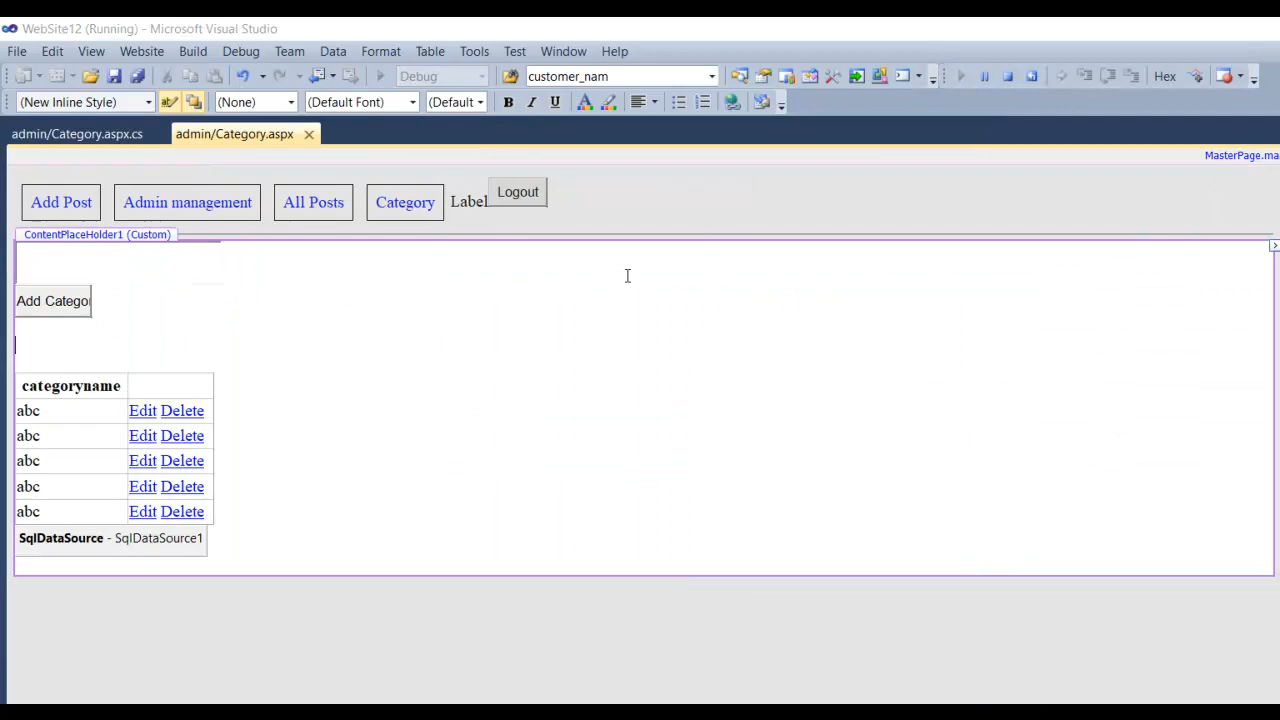 WebSite12 (Running) - Microsoft Visual Studio
File Edit View Website Build Debug Team Data Format Table Tools Test Window Help
Debug customer_nam Hex
(New Inline Style) (None) (Default Font) (Default B I U A
admin/Category.aspx.cs admin/Category.aspx
MasterPage.ma
Add Post Admin management All Posts Category Label Logout
ContentPlaceHolder1 (Custom)
Add Catego
categoryname
abc Edit Delete
abc Edit Delete
abc Edit Delete
abc Edit Delete
abc Edit Delete
SqlDataSource - SqlDataSource1